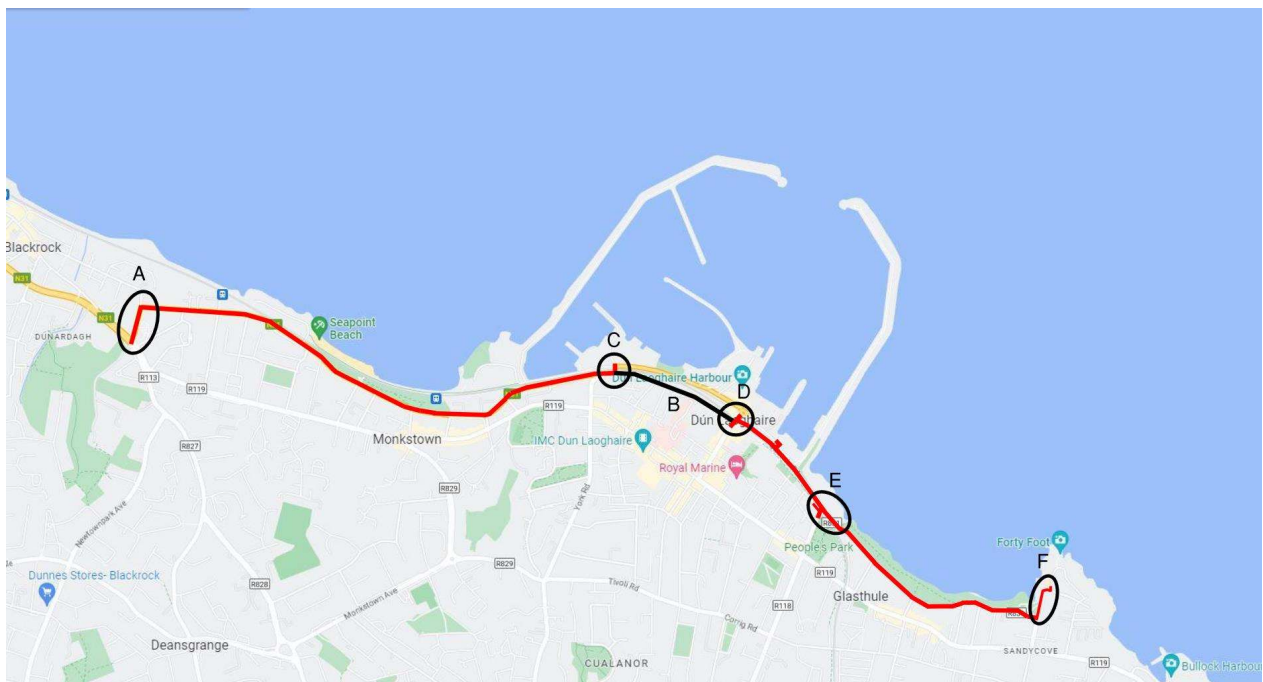 Blackrock
N31
N31
A
DUNARDAGH
R113
R119
Seapoint
Beach
C
Dun Laoghaire Harbour
D
B
Dún Laoghaire
R119
Monkstown
IMC Dun Laoghaire
Royal Marine
E
R827
R829
York Rd
Newtownpark Ave
People's Park
Forty Foot
F
Dunnes Stores- Blackrock
R828
R829
Monkstown Ave
Tivoli Rd
R119
R118
Glasthule
Corrig Rd
Deansgrange
CUALANOR
SANDYCOVE
R119
Bullock Harbour